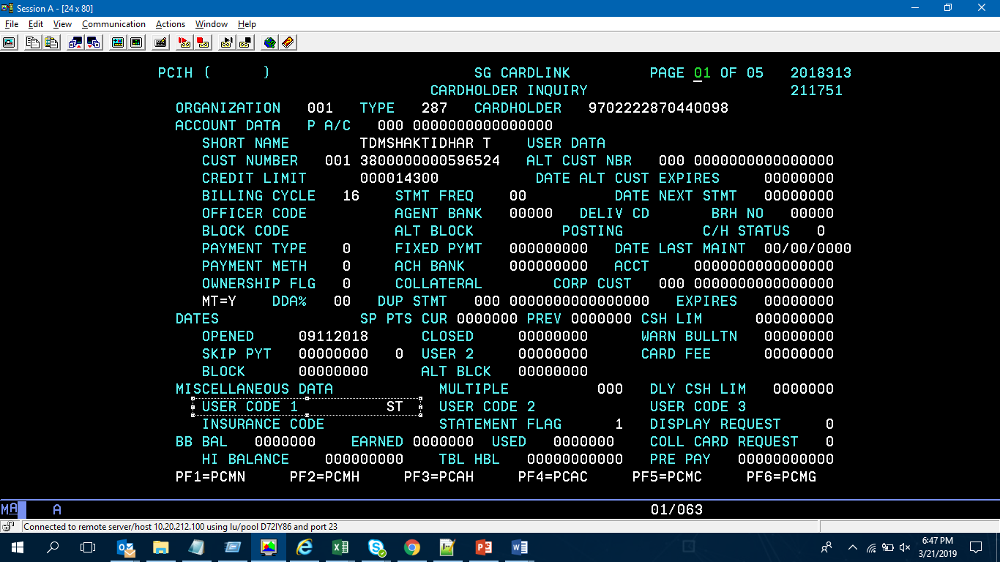 Session A - [24 x 80]
File Edit View Communication Actions Window Help
PCIH ( ) SG CARDLINK PAGE 01 OF 05 2018313
CARDHOLDER INQUIRY 211751
ORGANIZATION 001 TYPE 287 CARDHOLDER 9702222870440098
ACCOUNT DATA P A/C 000 0000000000000000
SHORT NAME TDMSHAKTIDHAR T USER DATA
CUST NUMBER 001 3800000000596524 ALT CUST NBR 000 0000000000000000
CREDIT LIMIT 000014300 DATE ALT CUST EXPIRES 00000000
BILLING CYCLE 16 STMT FREQ 00 DATE NEXT STMT 00000000
OFFICER CODE AGENT BANK 00000 DELIV CD BRH NO 00000
BLOCK CODE ALT BLOCK POSTING C/H STATUS 0
PAYMENT TYPE 0 FIXED PYMT 000000000 DATE LAST MAINT 00/00/0000
PAYMENT METH 0 ACH BANK 000000000 ACCT 0000000000000000
OWNERSHIP FLG 0 COLLATERAL CORP CUST 000 0000000000000000
MT=Y DDA% 00 DUP STMT 000 0000000000000000 EXPIRES 00000000
DATES SP PTS CUR 0000000 PREV 0000000 CSH LIM 000000000
OPENED 09112018 CLOSED 00000000 WARN BULLTN 00000000
SKIP PYT 00000000 0 USER 2 00000000 CARD FEE 00000000
BLOCK 00000000 ALT BLCK 00000000
MISCELLANEOUS DATA MULTIPLE 000 DLY CSH LIM 0000000
USER CODE 1 ST USER CODE 2 USER CODE 3
INSURANCE CODE STATEMENT FLAG 1 DISPLAY REQUEST 0
BB BAL 0000000 EARNED 0000000 USED 0000000 COLL CARD REQUEST 0
HI BALANCE 000000000 TBL HBL 00000000000 PRE PAY 00000000000
PF1=PCMN PF2=PCMH PF3=PCAH PF4=PCAC PF5=PCMC PF6=PCMG
MA A 01/063
Connected to remote server/host 10.20.212.100 using lu/pool D72IY86 and port 23
6:47 PM
3/21/2019